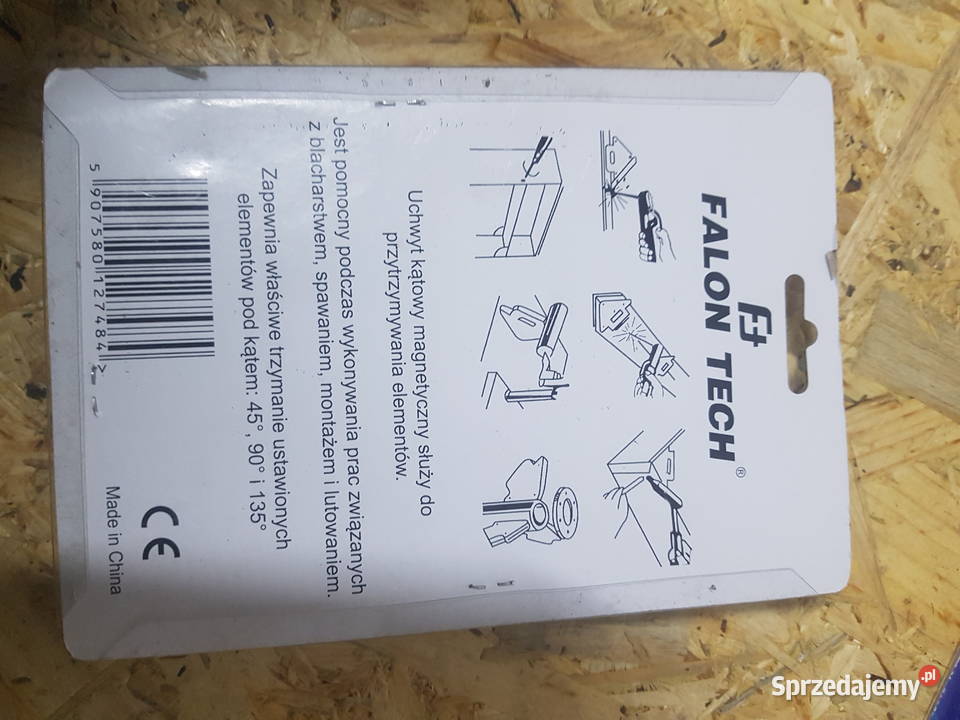 FALON TECH®
Uchwyt kątowy magnetyczny służy do
przytrzymywania elementów.
Jest pomocny podczas wykonywania prac związanych
z blacharstwem, spawaniem, montażem i lutowaniem.
Zapewnia właściwe trzymanie ustawionych
elementów pod kątem: 45°, 90° i 135°
5 907580 127484 >
CE
Made in China
Sprzedajemy.pl